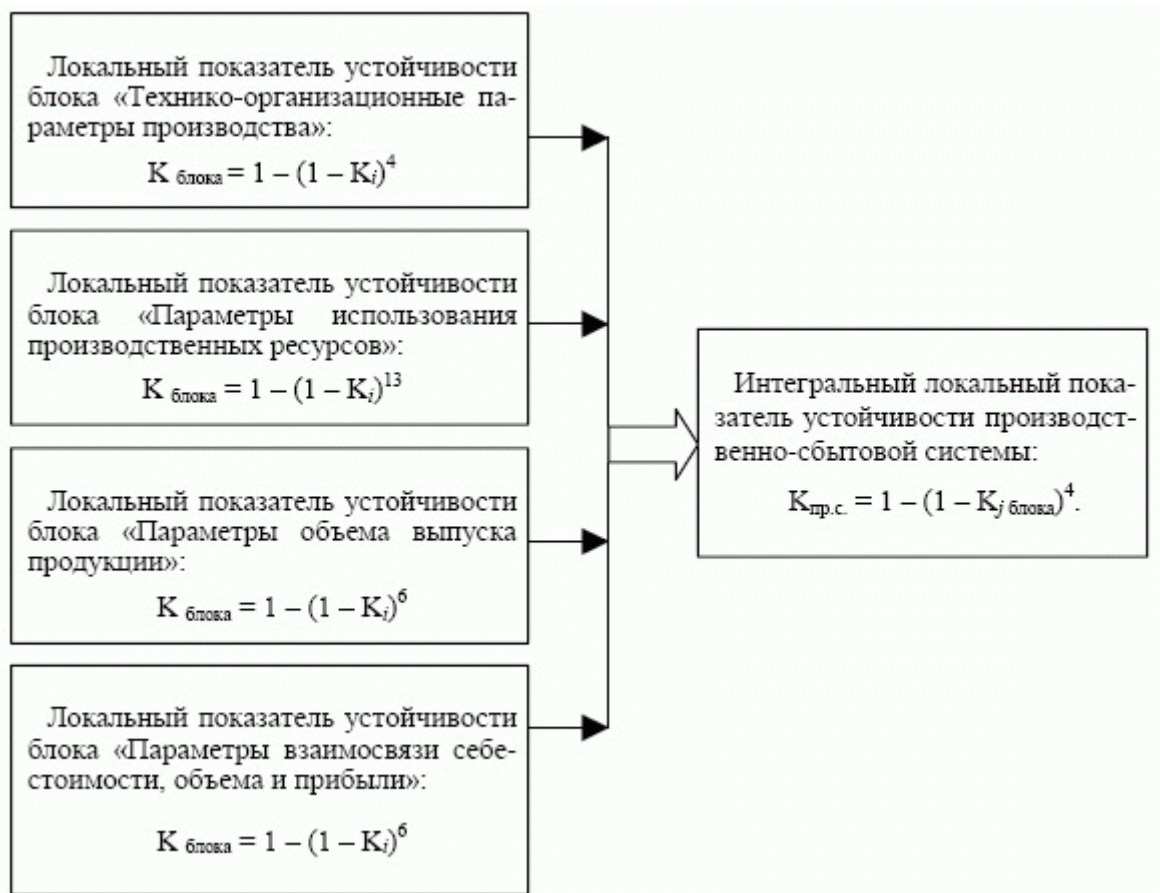 Локальный показатель устойчивости
блока «Технико-организационные па-
раметры производства»:
K блока = 1 – (1 – Ki)⁴
Локальный показатель устойчивости
блока «Параметры использования
производственных ресурсов»:
K блока = 1 – (1 – Ki)¹³
Локальный показатель устойчивости
блока «Параметры объема выпуска
продукции»:
K блока = 1 – (1 – Ki)⁶
Локальный показатель устойчивости
блока «Параметры взаимосвязи себе-
стоимости, объема и прибыли»:
K блока = 1 – (1 – Ki)⁶
Интегральный локальный пока-
затель устойчивости производст-
венно-сбытовой системы:
Kпр.с. = 1 – (1 – Kj блока)⁴.